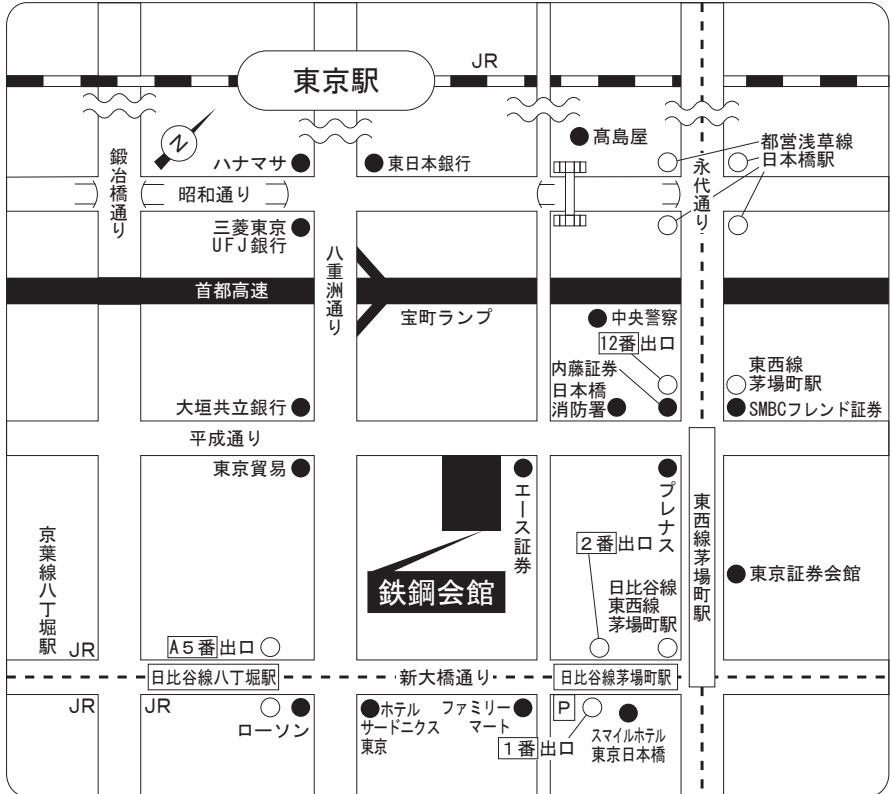 JR
東京駅
N
鍛冶橋通り
ハナマサ
東日本銀行
髙島屋
都営浅草線
日本橋駅
永代通り
昭和通り
三菱東京
UFJ銀行
八重洲通り
首都高速
宝町ランプ
中央警察
12番出口
内藤証券
日本橋
消防署
東西線
茅場町駅
SMBCフレンド証券
大垣共立銀行
平成通り
東京貿易
エース証券
プレナス
鉄鋼会館
2番出口
東西線茅場町駅
東京証券会館
日比谷線
東西線
茅場町駅
京葉線八丁堀駅
JR
A5番出口
日比谷線八丁堀駅
新大橋通り
日比谷線茅場町駅
JR
JR
ローソン
ホテル
サードニクス
東京
ファミリー
マート
P
1番出口
スマイルホテル
東京日本橋